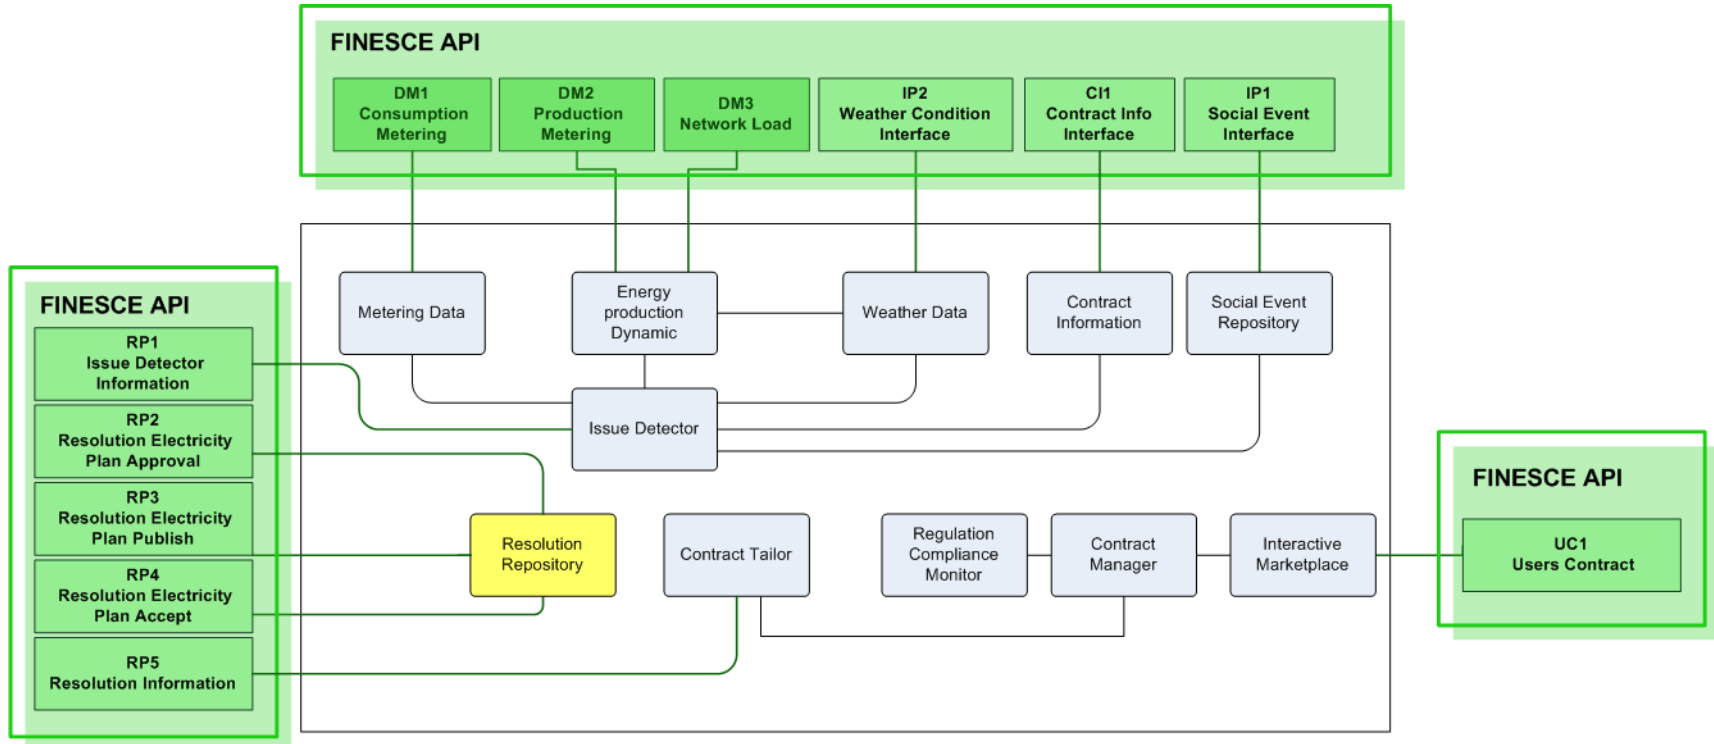 FINESCE API
DM1
Consumption
Metering
DM2
Production
Metering
DM3
Network Load
IP2
Weather Condition
Interface
CI1
Contract Info
Interface
IP1
Social Event
Interface
Metering Data
Energy
production
Dynamic
Weather Data
Contract
Information
Social Event
Repository
Issue Detector
FINESCE API
RP1
Issue Detector
Information
RP2
Resolution Electricity
Plan Approval
RP3
Resolution Electricity
Plan Publish
RP4
Resolution Electricity
Plan Accept
RP5
Resolution Information
Resolution
Repository
Contract Tailor
Regulation
Compliance
Monitor
Contract
Manager
Interactive
Marketplace
FINESCE API
UC1
Users Contract